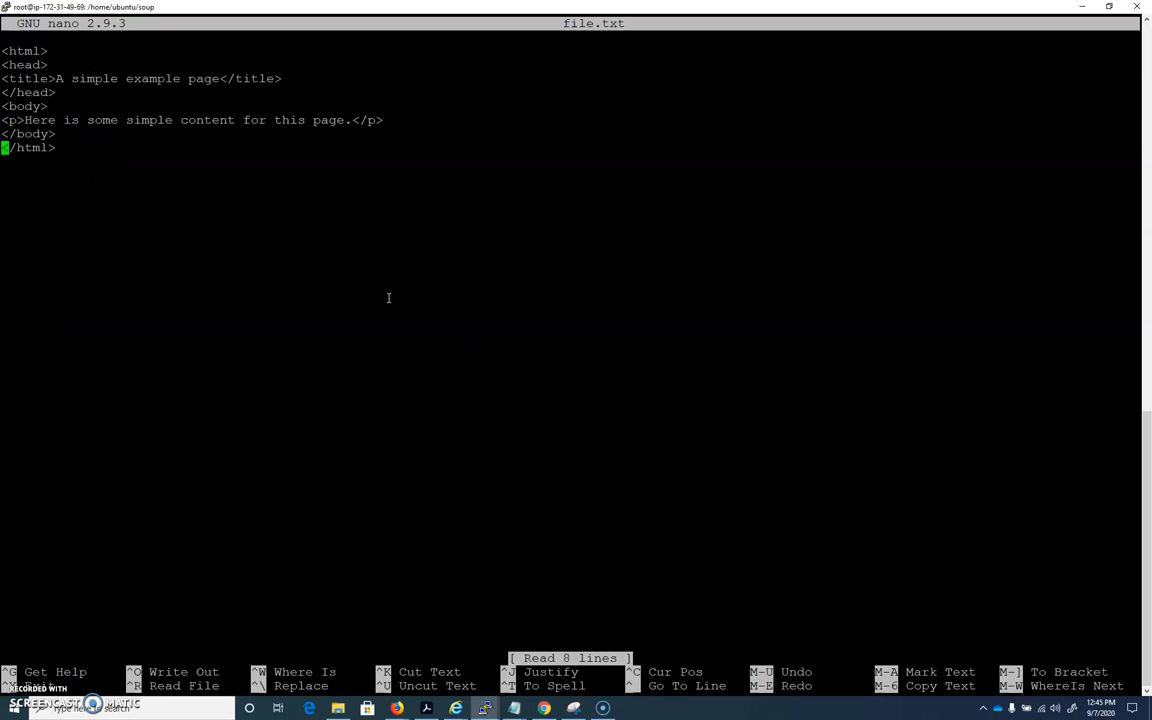 root@ip-172-31-49-69: /home/ubuntu/soup
GNU nano 2.9.3 file.txt
<html>
<head>
<title>A simple example page</title>
</head>
<body>
<p>Here is some simple content for this page.</p>
</body>
</html>
[ Read 8 lines ]
^G Get Help ^O Write Out ^W Where Is ^K Cut Text ^J Justify ^C Cur Pos M-U Undo M-A Mark Text M-] To Bracket
^X Exit ^R Read File ^\ Replace ^U Uncut Text ^T To Spell ^_ Go To Line M-E Redo M-6 Copy Text M-W WhereIs Next
RECORDED WITH
SCREENCAST MATIC
Type here to search
12:45 PM
9/7/2020